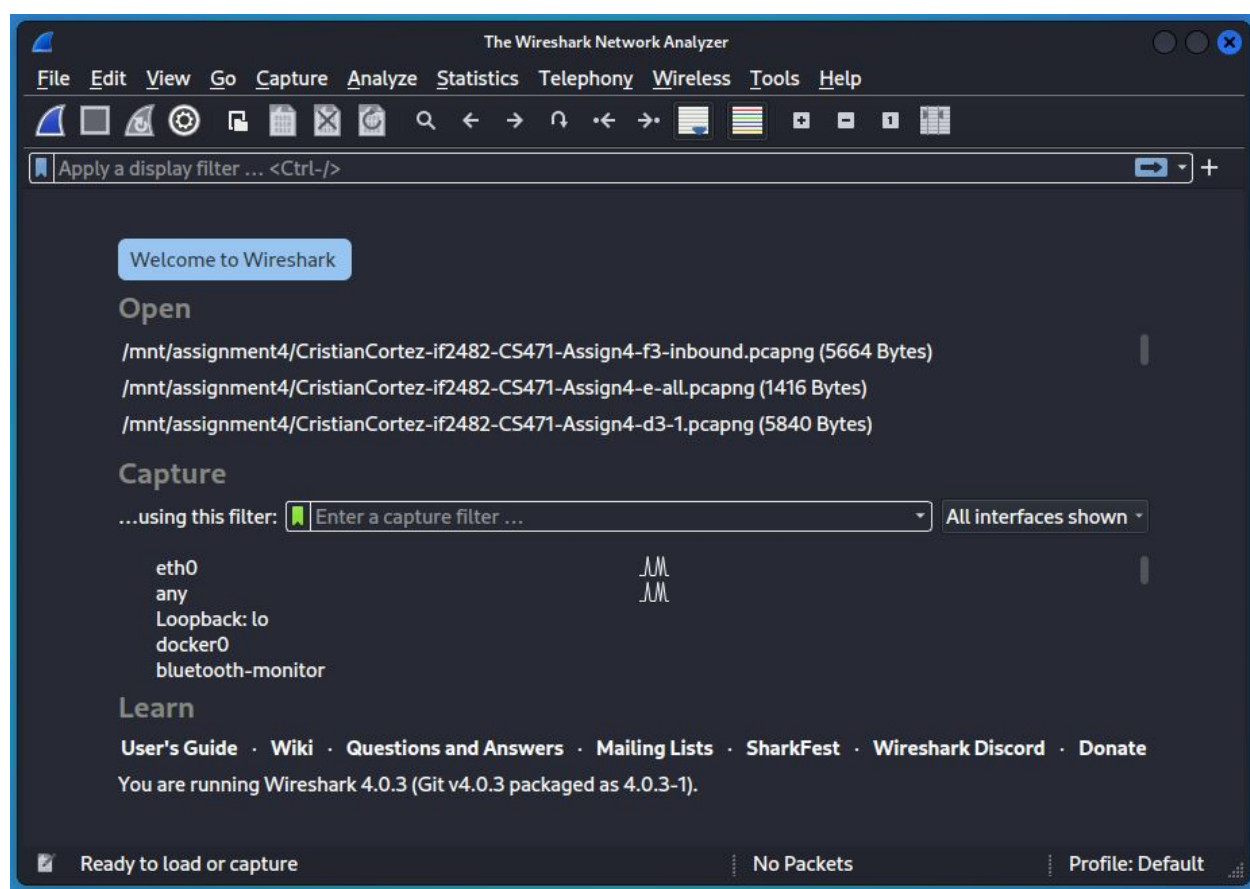 The Wireshark Network Analyzer
File Edit View Go Capture Analyze Statistics Telephony Wireless Tools Help
1
Apply a display filter … <Ctrl-/>
+
Welcome to Wireshark
Open
/mnt/assignment4/CristianCortez-if2482-CS471-Assign4-f3-inbound.pcapng (5664 Bytes)
/mnt/assignment4/CristianCortez-if2482-CS471-Assign4-e-all.pcapng (1416 Bytes)
/mnt/assignment4/CristianCortez-if2482-CS471-Assign4-d3-1.pcapng (5840 Bytes)
Capture
…using this filter: Enter a capture filter … All interfaces shown
eth0
any
Loopback: lo
docker0
bluetooth-monitor
Learn
User's Guide · Wiki · Questions and Answers · Mailing Lists · SharkFest · Wireshark Discord · Donate
You are running Wireshark 4.0.3 (Git v4.0.3 packaged as 4.0.3-1).
Ready to load or capture No Packets Profile: Default